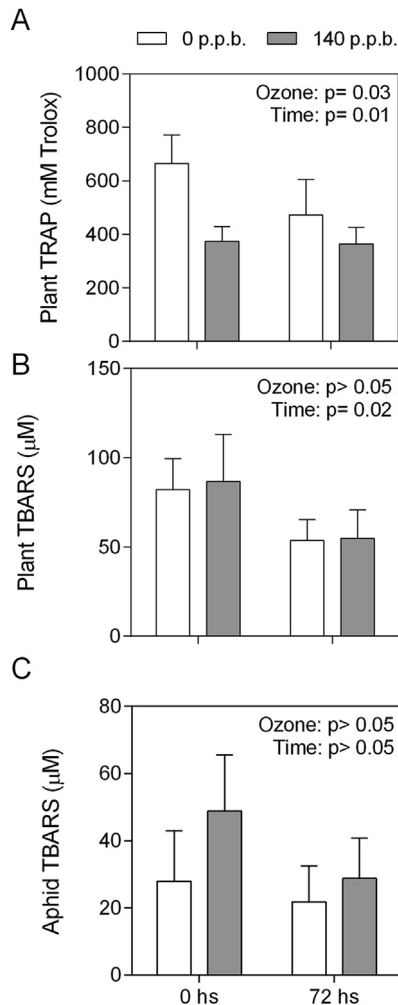 A
0 p.p.b. 140 p.p.b.
Plant TRAP (mM Trolox)
1000
800
600
400
200
0
Ozone: p= 0.03
Time: p= 0.01
B
Plant TBARS (μM)
150
100
50
0
Ozone: p> 0.05
Time: p= 0.02
C
Aphid TBARS (μM)
80
60
40
20
0
Ozone: p> 0.05
Time: p> 0.05
0 hs 72 hs